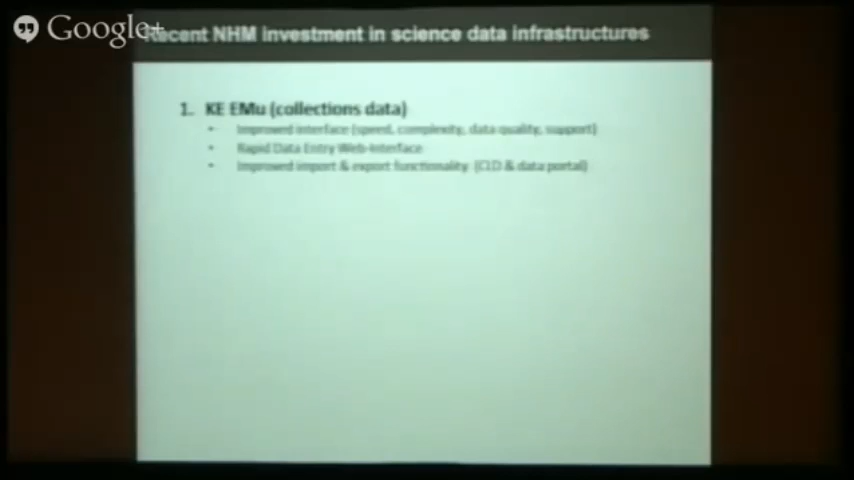 Google+
Recent NHM investment in science data infrastructures
1. KE EMu (collections data)
• Improved interface (speed, complexity, data quality, support)
• Rapid Data Entry Web-Interface
• Improved import & export functionality (CLD & data portal)